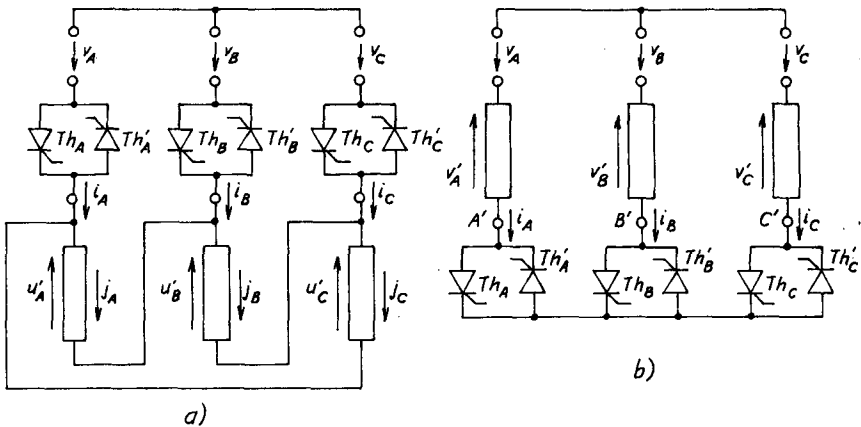 v_A v_B v_C v_A v_B v_C
Th_A Th'_A Th_B Th'_B Th_C Th'_C
v'_A v'_B v'_C
i_A i_B i_C A' i_A B' i_B C' i_C
u'_A j_A u'_B j_B u'_C j_C
Th_A Th'_A Th_B Th'_B Th_C Th'_C
a)
b)